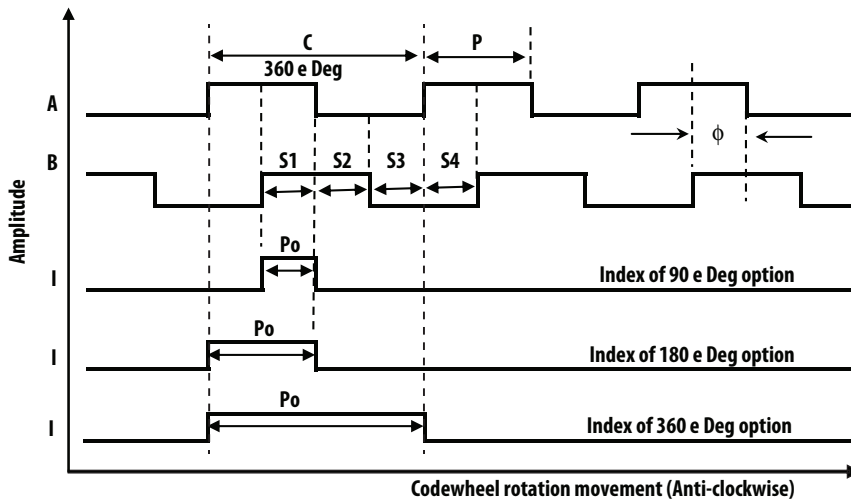 C
P
360 e Deg
A
ϕ
B
S1 S2 S3 S4
Amplitude
Po
I
Index of 90 e Deg option
Po
I
Index of 180 e Deg option
Po
I
Index of 360 e Deg option
Codewheel rotation movement (Anti-clockwise)